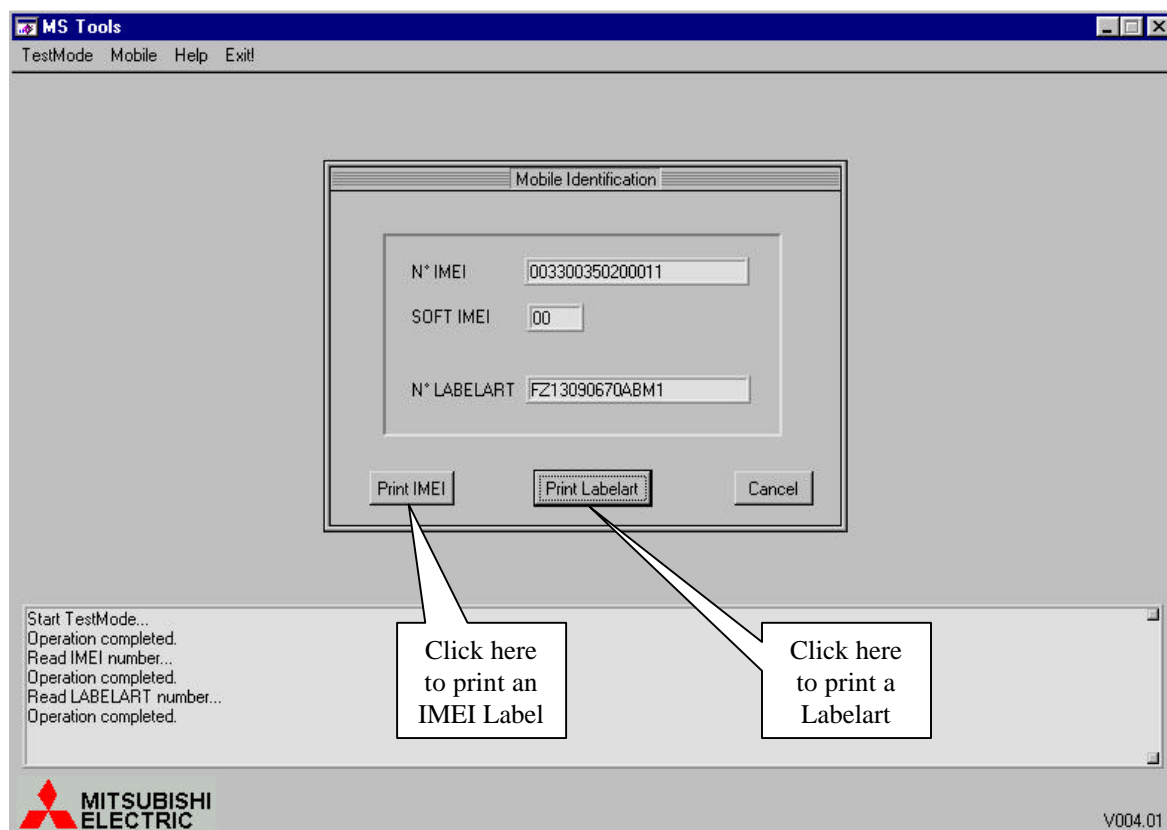 MS Tools
TestMode Mobile Help Exit!
Mobile Identification
N° IMEI 003300350200011
SOFT IMEI 00
N° LABELART FZ13090670ABM1
Print IMEI Print Labelart Cancel
Start TestMode...
Operation completed.
Read IMEI number...
Operation completed.
Read LABELART number...
Operation completed.
Click here
to print an
IMEI Label
Click here
to print a
Labelart
MITSUBISHI
ELECTRIC
V004.01